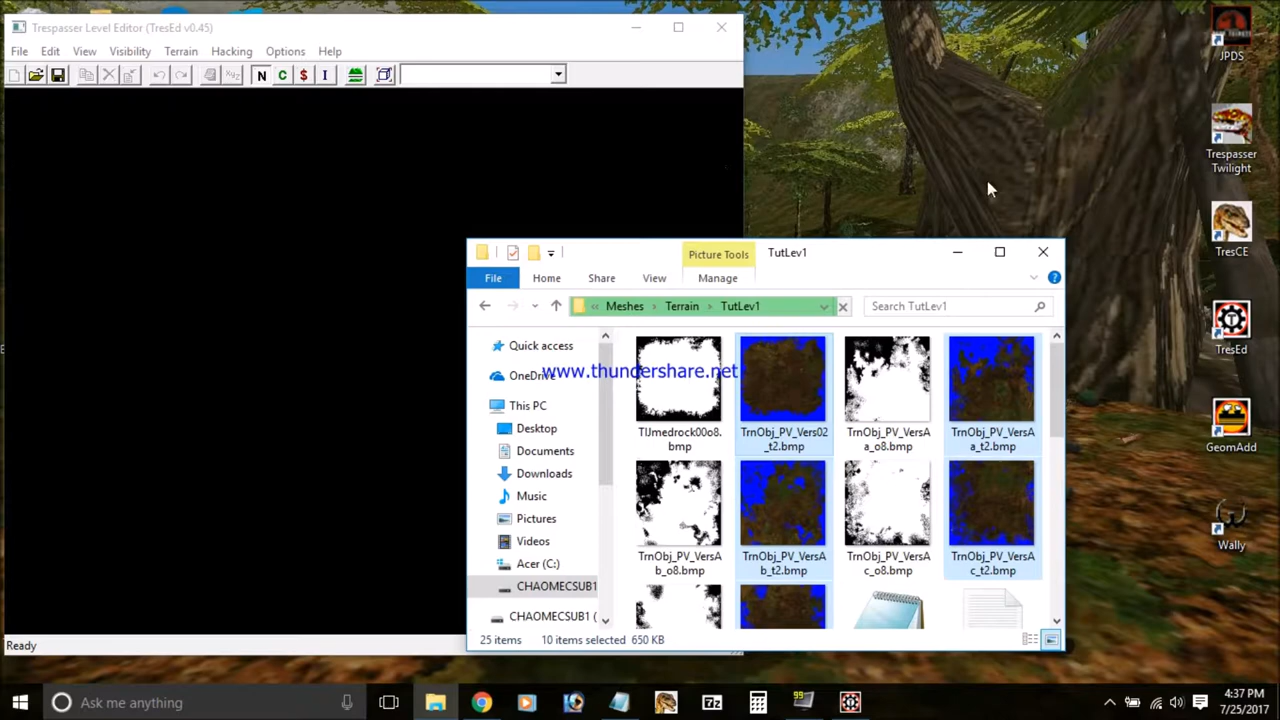 Trespasser Level Editor (TresEd v0.45)
File Edit View Visibility Terrain Hacking Options Help
N C $ I
JPDS
Trespasser
Twilight
TresCE
TresEd
GeomAdd
Wally
Picture Tools TutLev1
File Home Share View Manage
« Meshes > Terrain > TutLev1
Search TutLev1
Quick access
OneDrive
This PC
Desktop
Documents
Downloads
Music
Pictures
Videos
Acer (C:)
CHAOMECSUB1
CHAOMECSUB1 (
www.thundershare.net
TIJmedrock00o8.
bmp
TrnObj_PV_Vers02
_t2.bmp
TrnObj_PV_VersA
a_o8.bmp
TrnObj_PV_VersA
a_t2.bmp
TrnObj_PV_VersA
b_o8.bmp
TrnObj_PV_VersA
b_t2.bmp
TrnObj_PV_VersA
c_o8.bmp
TrnObj_PV_VersA
c_t2.bmp
25 items 10 items selected 650 KB
Ready
Ask me anything
99
4:37 PM
7/25/2017